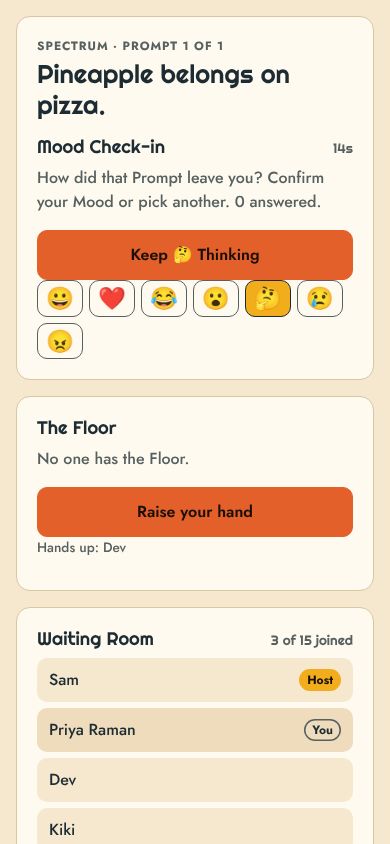 SPECTRUM · PROMPT 1 OF 1
Pineapple belongs on
pizza.
Mood Check-in 14s
How did that Prompt leave you? Confirm
your Mood or pick another. 0 answered.
Keep 🤔 Thinking
😀 ❤️ 😂 😮 🤔 😢
😠
The Floor
No one has the Floor.
Raise your hand
Hands up: Dev
Waiting Room 3 of 15 joined
Sam Host
Priya Raman You
Dev
Kiki